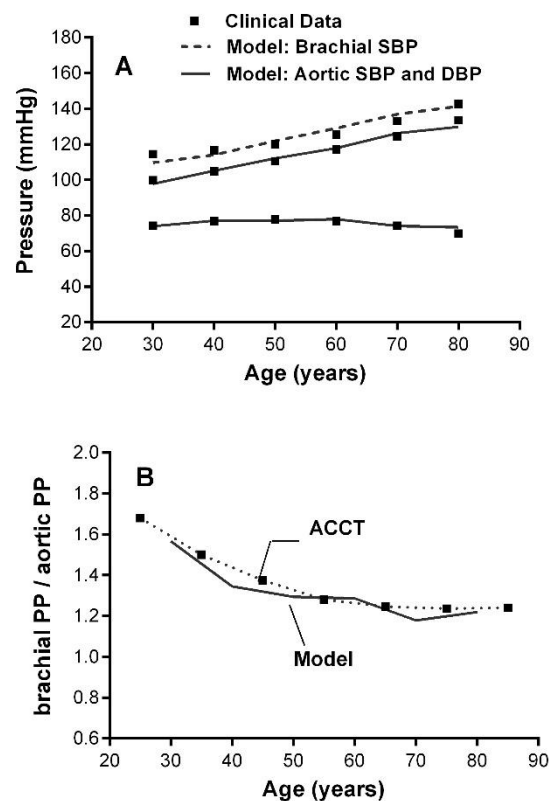 Clinical Data
Model: Brachial SBP
Model: Aortic SBP and DBP
A
180
160
140
120
100
80
60
40
20
Pressure (mmHg)
20 30 40 50 60 70 80 90
Age (years)
B
2.0
1.8
1.6
1.4
1.2
1.0
0.8
0.6
brachial PP / aortic PP
ACCT
Model
20 30 40 50 60 70 80 90
Age (years)